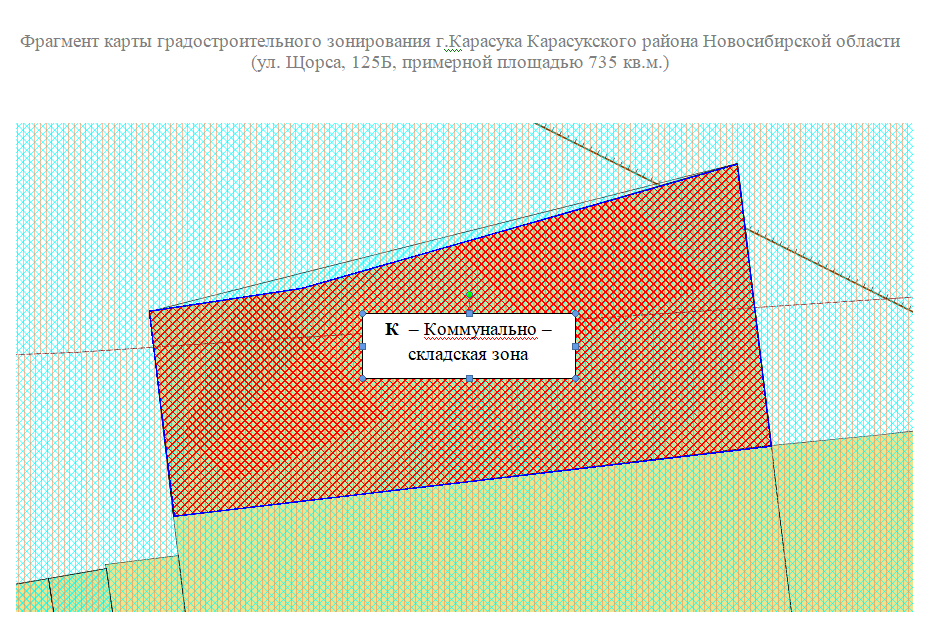 Фрагмент карты градостроительного зонирования г.Карасука Карасукского района Новосибирской области
(ул. Щорса, 125Б, примерной площадью 735 кв.м.)
К – Коммунально –
складская зона